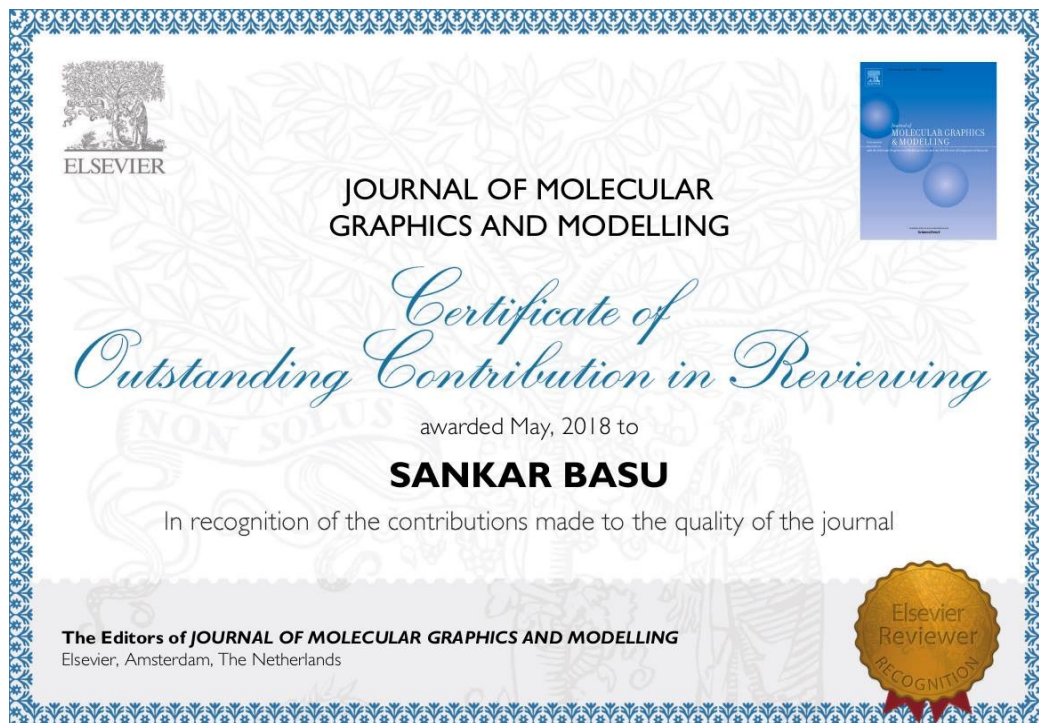 ELSEVIER
Journal of
MOLECULAR GRAPHICS
& MODELLING
JOURNAL OF MOLECULAR
GRAPHICS AND MODELLING
Certificate of
Outstanding Contribution in Reviewing
NON SOLUS
awarded May, 2018 to
SANKAR BASU
In recognition of the contributions made to the quality of the journal
The Editors of JOURNAL OF MOLECULAR GRAPHICS AND MODELLING
Elsevier, Amsterdam, The Netherlands
Elsevier
Reviewer
RECOGNITION